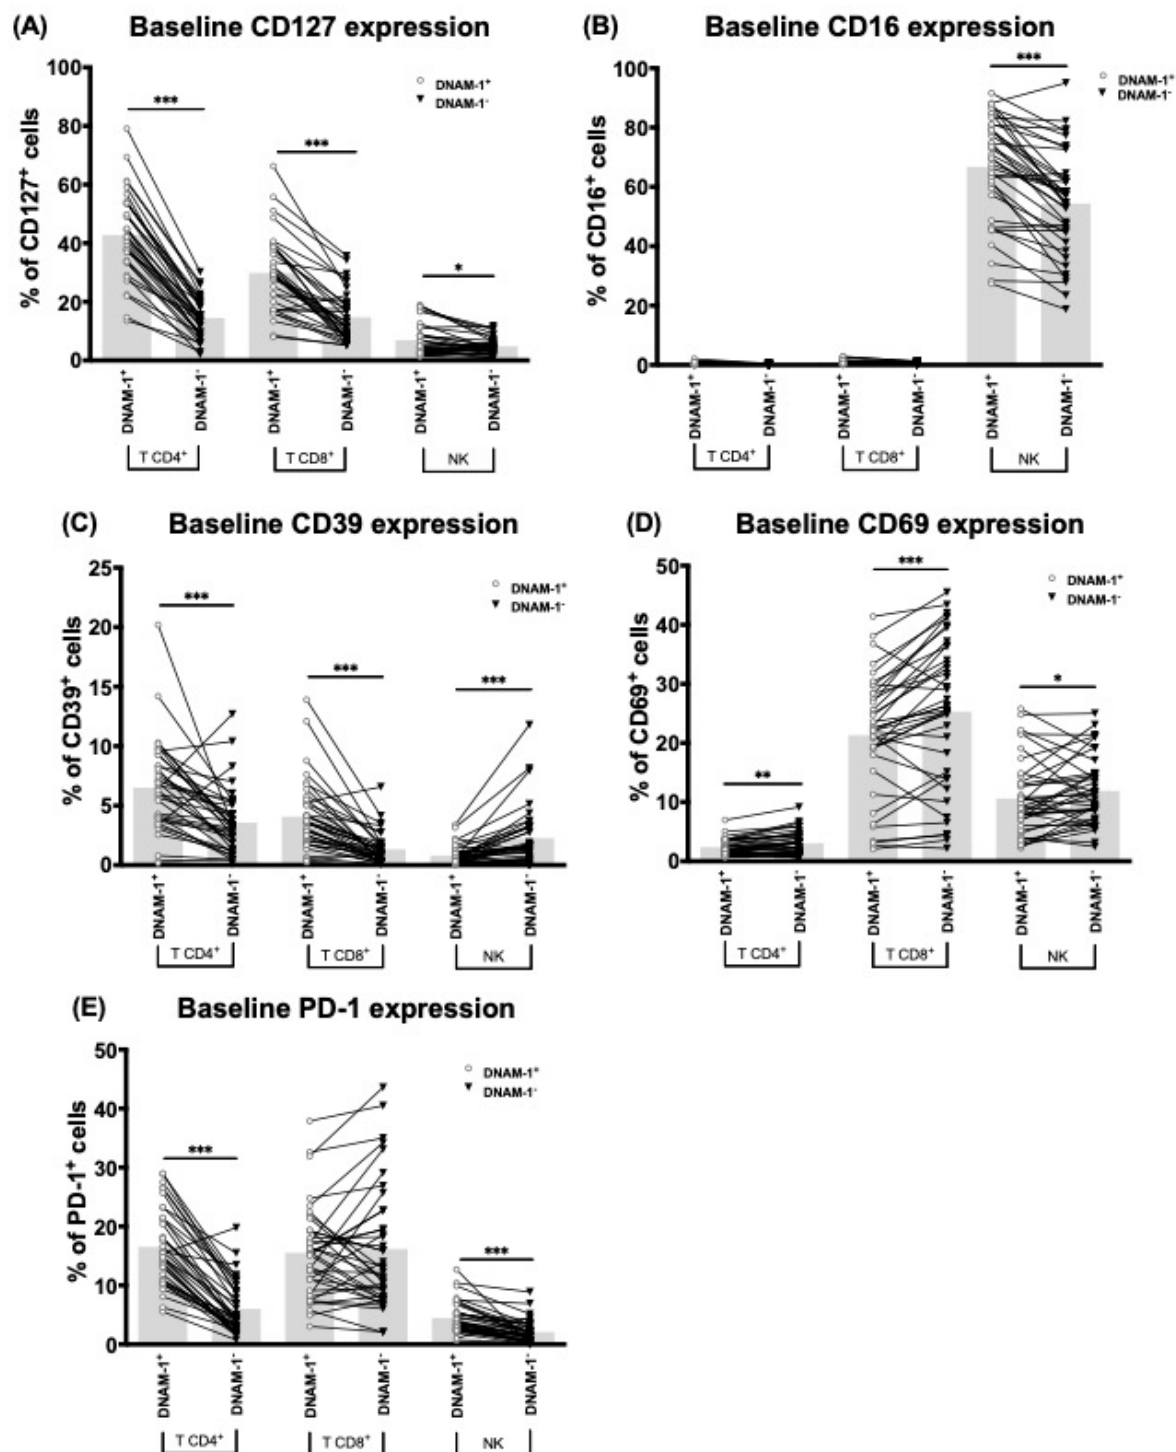 (A) Baseline CD127 expression
% of CD127⁺ cells
100
80
60
40
20
0
○ DNAM-1⁺
▼ DNAM-1⁻
***
***
*
DNAM-1⁺
DNAM-1⁻
DNAM-1⁺
DNAM-1⁻
DNAM-1⁺
DNAM-1⁻
T CD4⁺
T CD8⁺
NK
(B) Baseline CD16 expression
% of CD16⁺ cells
100
80
60
40
20
0
○ DNAM-1⁺
▼ DNAM-1⁻
***
DNAM-1⁺
DNAM-1⁻
DNAM-1⁺
DNAM-1⁻
DNAM-1⁺
DNAM-1⁻
T CD4⁺
T CD8⁺
NK
(C) Baseline CD39 expression
% of CD39⁺ cells
25
20
15
10
5
0
○ DNAM-1⁺
▼ DNAM-1⁻
***
***
***
DNAM-1⁺
DNAM-1⁻
DNAM-1⁺
DNAM-1⁻
DNAM-1⁺
DNAM-1⁻
T CD4⁺
T CD8⁺
NK
(D) Baseline CD69 expression
% of CD69⁺ cells
50
40
30
20
10
0
○ DNAM-1⁺
▼ DNAM-1⁻
**
***
*
DNAM-1⁺
DNAM-1⁻
DNAM-1⁺
DNAM-1⁻
DNAM-1⁺
DNAM-1⁻
T CD4⁺
T CD8⁺
NK
(E) Baseline PD-1 expression
% of PD-1⁺ cells
50
40
30
20
10
0
○ DNAM-1⁺
▼ DNAM-1⁻
***
***
DNAM-1⁺
DNAM-1⁻
DNAM-1⁺
DNAM-1⁻
DNAM-1⁺
DNAM-1⁻
T CD4⁺
T CD8⁺
NK